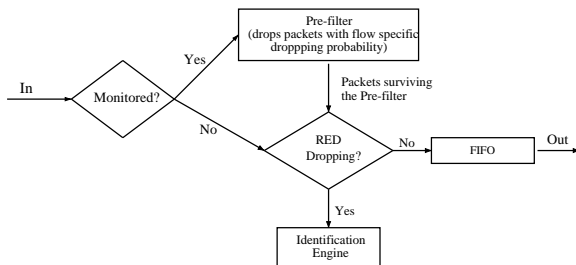 Pre-filter
(drops packets with flow specific
droppping probability)
Yes
In
Monitored?
Packets surviving
the Pre-filter
No
RED
Dropping?
No
FIFO
Out
Yes
Identification
Engine